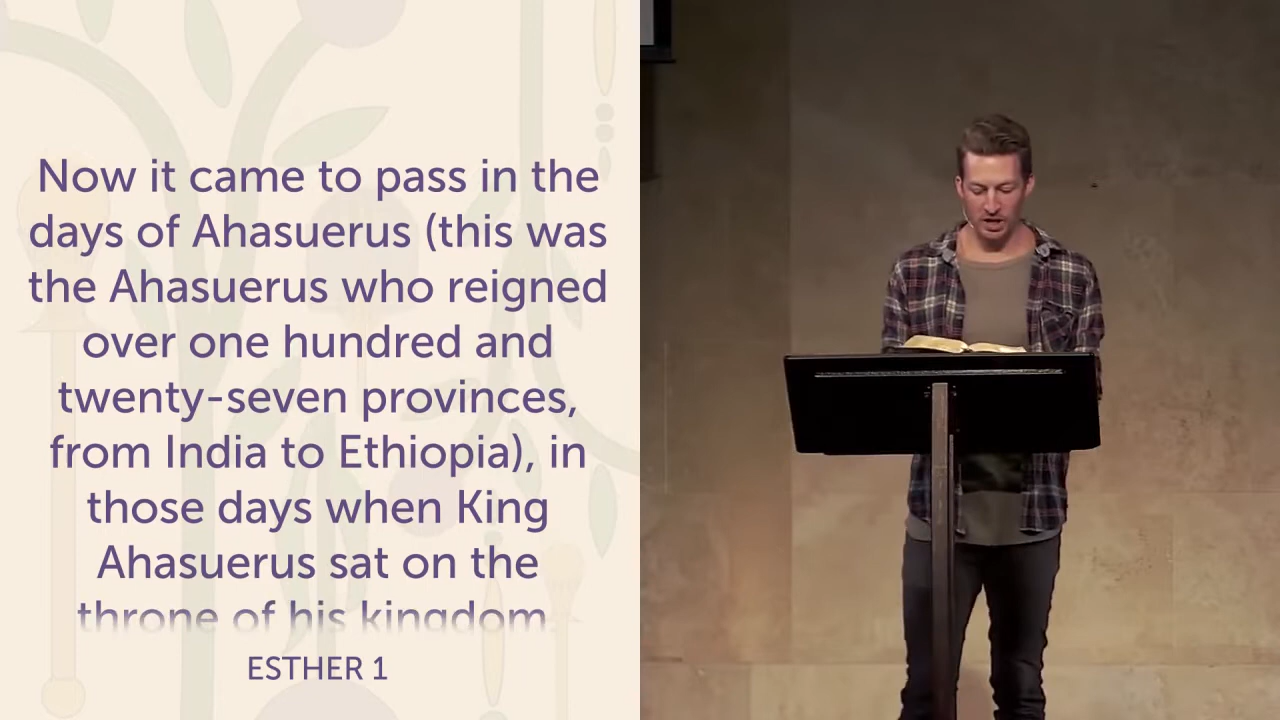 Now it came to pass in the
days of Ahasuerus (this was
the Ahasuerus who reigned
over one hundred and
twenty-seven provinces,
from India to Ethiopia), in
those days when King
Ahasuerus sat on the
throne of his kingdom
ESTHER 1